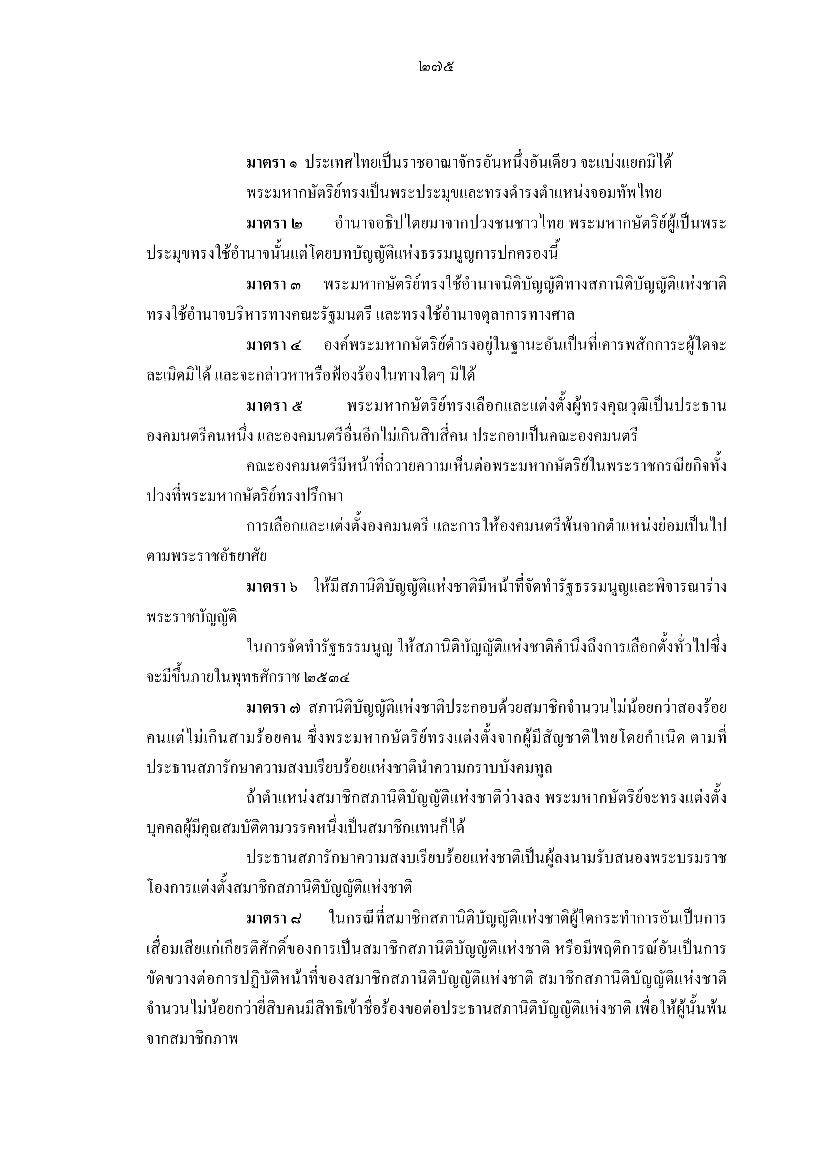 ๒๗๕
มาตรา ๑ ประเทศไทยเป็นราชอาณาจักรอันหนึ่งอันเดียว จะแบ่งแยกมิได้
พระมหากษัตริย์ทรงเป็นพระประมุขและทรงดำรงตำแหน่งจอมทัพไทย
มาตรา ๒ อำนาจอธิปไตยมาจากปวงชนชาวไทย พระมหากษัตริย์ผู้เป็นพระ
ประมุขทรงใช้อำนาจนั้นแต่โดยบทบัญญัติแห่งธรรมนูญการปกครองนี้
มาตรา ๓ พระมหากษัตริย์ทรงใช้อำนาจนิติบัญญัติทางสภานิติบัญญัติแห่งชาติ
ทรงใช้อำนาจบริหารทางคณะรัฐมนตรี และทรงใช้อำนาจตุลาการทางศาล
มาตรา ๔ องค์พระมหากษัตริย์ดำรงอยู่ในฐานะอันเป็นที่เคารพสักการะผู้ใดจะ
ละเมิดมิได้ และจะกล่าวหาหรือฟ้องร้องในทางใดๆ มิได้
มาตรา ๕ พระมหากษัตริย์ทรงเลือกและแต่งตั้งผู้ทรงคุณวุฒิเป็นประธาน
องคมนตรีคนหนึ่ง และองคมนตรีอื่นอีกไม่เกินสิบสี่คน ประกอบเป็นคณะองคมนตรี
คณะองคมนตรีมีหน้าที่ถวายความเห็นต่อพระมหากษัตริย์ในพระราชกรณียกิจทั้ง
ปวงที่พระมหากษัตริย์ทรงปรึกษา
การเลือกและแต่งตั้งองคมนตรี และการให้องคมนตรีพ้นจากตำแหน่งย่อมเป็นไป
ตามพระราชอัธยาศัย
มาตรา ๖ ให้มีสภานิติบัญญัติแห่งชาติมีหน้าที่จัดทำรัฐธรรมนูญและพิจารณาร่าง
พระราชบัญญัติ
ในการจัดทำรัฐธรรมนูญ ให้สภานิติบัญญัติแห่งชาติคำนึงถึงการเลือกตั้งทั่วไปซึ่ง
จะมีขึ้นภายในพุทธศักราช ๒๕๓๔
มาตรา ๗ สภานิติบัญญัติแห่งชาติประกอบด้วยสมาชิกจำนวนไม่น้อยกว่าสองร้อย
คนแต่ไม่เกินสามร้อยคน ซึ่งพระมหากษัตริย์ทรงแต่งตั้งจากผู้มีสัญชาติไทยโดยกำเนิด ตามที่
ประธานสภารักษาความสงบเรียบร้อยแห่งชาตินำความกราบบังคมทูล
ถ้าตำแหน่งสมาชิกสภานิติบัญญัติแห่งชาติว่างลง พระมหากษัตริย์จะทรงแต่งตั้ง
บุคคลผู้มีคุณสมบัติตามวรรคหนึ่งเป็นสมาชิกแทนก็ได้
ประธานสภารักษาความสงบเรียบร้อยแห่งชาติเป็นผู้ลงนามรับสนองพระบรมราช
โองการแต่งตั้งสมาชิกสภานิติบัญญัติแห่งชาติ
มาตรา ๘ ในกรณีที่สมาชิกสภานิติบัญญัติแห่งชาติผู้ใดกระทำการอันเป็นการ
เสื่อมเสียแก่เกียรติศักดิ์ของการเป็นสมาชิกสภานิติบัญญัติแห่งชาติ หรือมีพฤติการณ์อันเป็นการ
ขัดขวางต่อการปฏิบัติหน้าที่ของสมาชิกสภานิติบัญญัติแห่งชาติ สมาชิกสภานิติบัญญัติแห่งชาติ
จำนวนไม่น้อยกว่ายี่สิบคนมีสิทธิเข้าชื่อร้องขอต่อประธานสภานิติบัญญัติแห่งชาติ เพื่อให้ผู้นั้นพ้น
จากสมาชิกภาพ